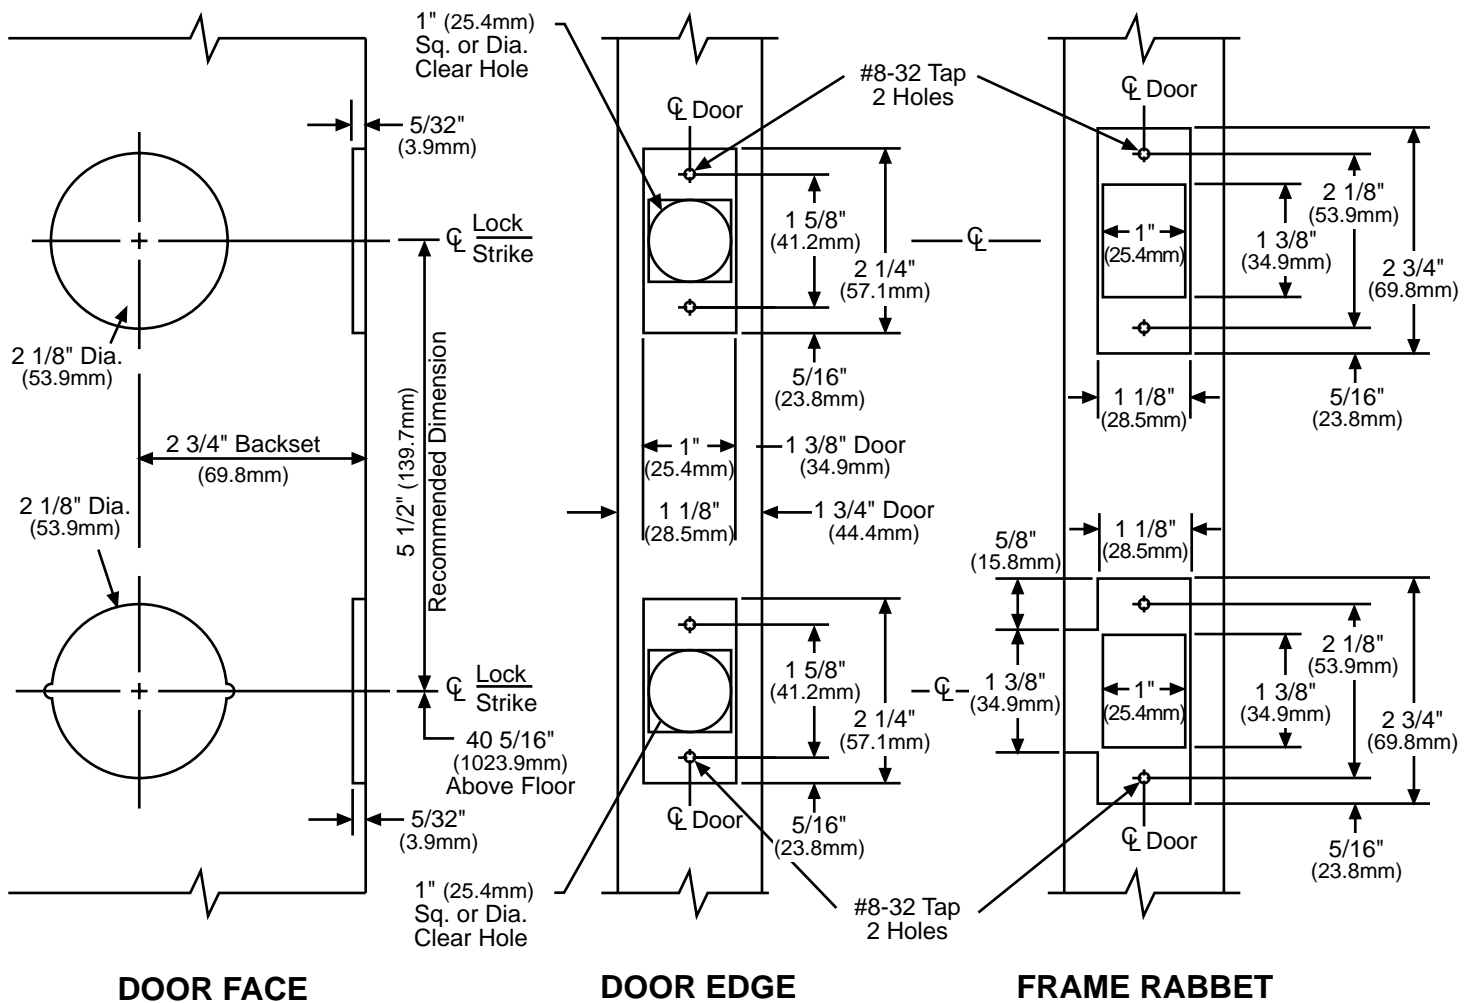 1" (25.4mm)
Sq. or Dia.
Clear Hole
5/32"
(3.9mm)
℄ Lock
Strike
2 1/8" Dia.
(53.9mm)
2 3/4" Backset
(69.8mm)
5 1/2" (139.7mm)
Recommended Dimension
2 1/8" Dia.
(53.9mm)
℄ Lock
Strike
40 5/16"
(1023.9mm)
Above Floor
5/32"
(3.9mm)
1" (25.4mm)
Sq. or Dia.
Clear Hole
DOOR FACE
#8-32 Tap
2 Holes
℄ Door
1 5/8"
(41.2mm)
2 1/4"
(57.1mm)
5/16"
(23.8mm)
1"
(25.4mm)
1 3/8" Door
(34.9mm)
1 1/8"
(28.5mm)
1 3/4" Door
(44.4mm)
1 5/8"
(41.2mm)
2 1/4"
(57.1mm)
℄ Door
5/16"
(23.8mm)
#8-32 Tap
2 Holes
DOOR EDGE
℄ Door
℄
2 1/8"
(53.9mm)
1"
(25.4mm)
1 3/8"
(34.9mm)
2 3/4"
(69.8mm)
1 1/8"
(28.5mm)
5/16"
(23.8mm)
5/8"
(15.8mm)
1 1/8"
(28.5mm)
℄
1 3/8"
(34.9mm)
2 1/8"
(53.9mm)
1"
(25.4mm)
1 3/8"
(34.9mm)
2 3/4"
(69.8mm)
℄ Door
5/16"
(23.8mm)
FRAME RABBET